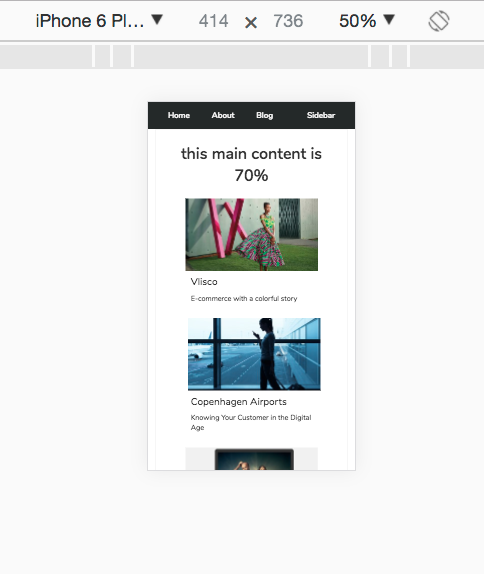 iPhone 6 Pl... ▼ 414 × 736 50% ▼
Home About Blog Sidebar
this main content is
70%
Vlisco
E-commerce with a colorful story
Copenhagen Airports
Knowing Your Customer in the Digital
Age